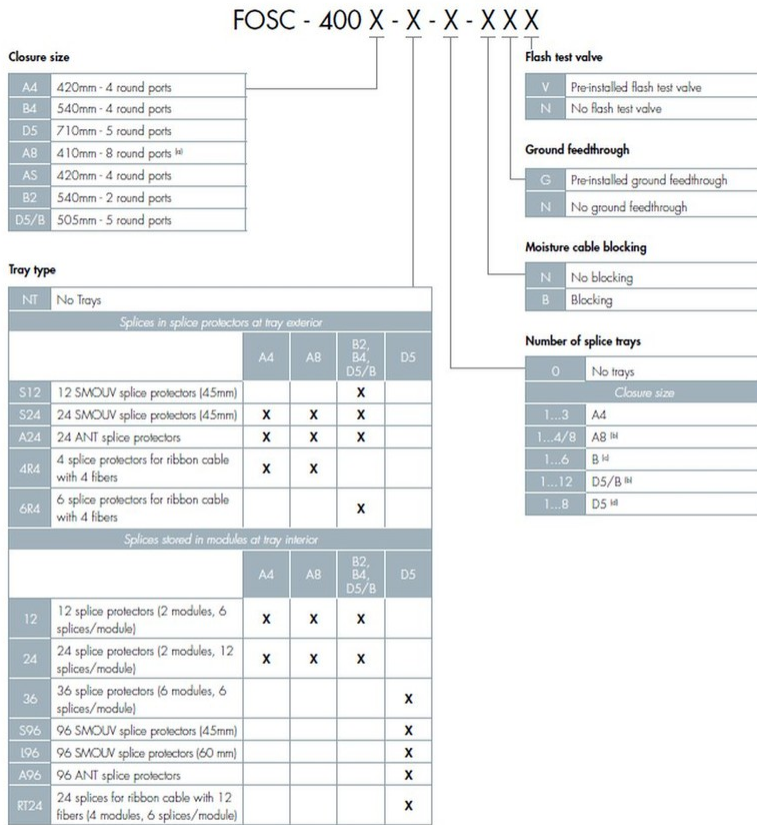 FOSC - 400 X - X - X - X X X
Closure size
A4 420mm - 4 round ports
B4 540mm - 4 round ports
D5 710mm - 5 round ports
A8 410mm - 8 round ports (a)
AS 420mm - 4 round ports
B2 540mm - 2 round ports
D5/B 505mm - 5 round ports
Tray type
NT No Trays
Splices in splice protectors at tray exterior
A4 A8 B2, B4, D5/B D5
S12 12 SMOUV splice protectors (45mm) X
S24 24 SMOUV splice protectors (45mm) X X X
A24 24 ANT splice protectors X X X
4R4 4 splice protectors for ribbon cable
with 4 fibers X X
6R4 6 splice protectors for ribbon cable
with 4 fibers X
Splices stored in modules at tray interior
A4 A8 B2, B4, D5/B D5
12 12 splice protectors (2 modules, 6
splices/module) X X X
24 24 splice protectors (2 modules, 12
splices/module) X X X
36 36 splice protectors (6 modules, 6
splices/module) X
S96 96 SMOUV splice protectors (45mm) X
L96 96 SMOUV splice protectors (60 mm) X
A96 96 ANT splice protectors X
RT24 24 splices for ribbon cable with 12
fibers (4 modules, 6 splices/module) X
Flash test valve
V Pre-installed flash test valve
N No flash test valve
Ground feedthrough
G Pre-installed ground feedthrough
N No ground feedthrough
Moisture cable blocking
N No blocking
B Blocking
Number of splice trays
0 No trays
Closure size
1...3 A4
1...4/8 A8
1...6 B
1...12 D5/B
1...8 D5